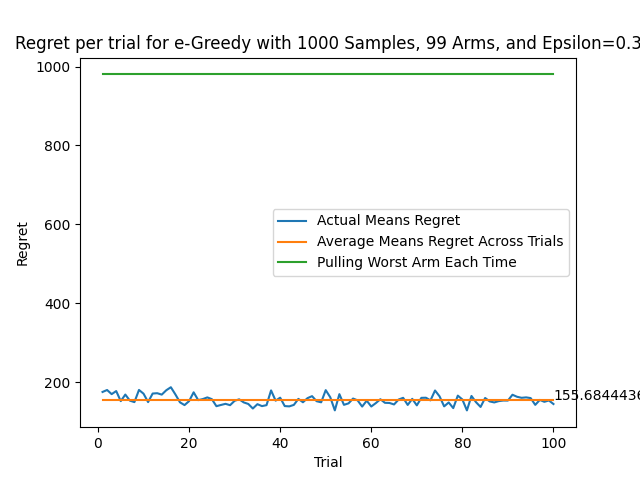 Regret per trial for e-Greedy with 1000 Samples, 99 Arms, and Epsilon=0.3
1000
800
600
400
200
Regret
Actual Means Regret
Average Means Regret Across Trials
Pulling Worst Arm Each Time
155.6844436
0 20 40 60 80 100
Trial